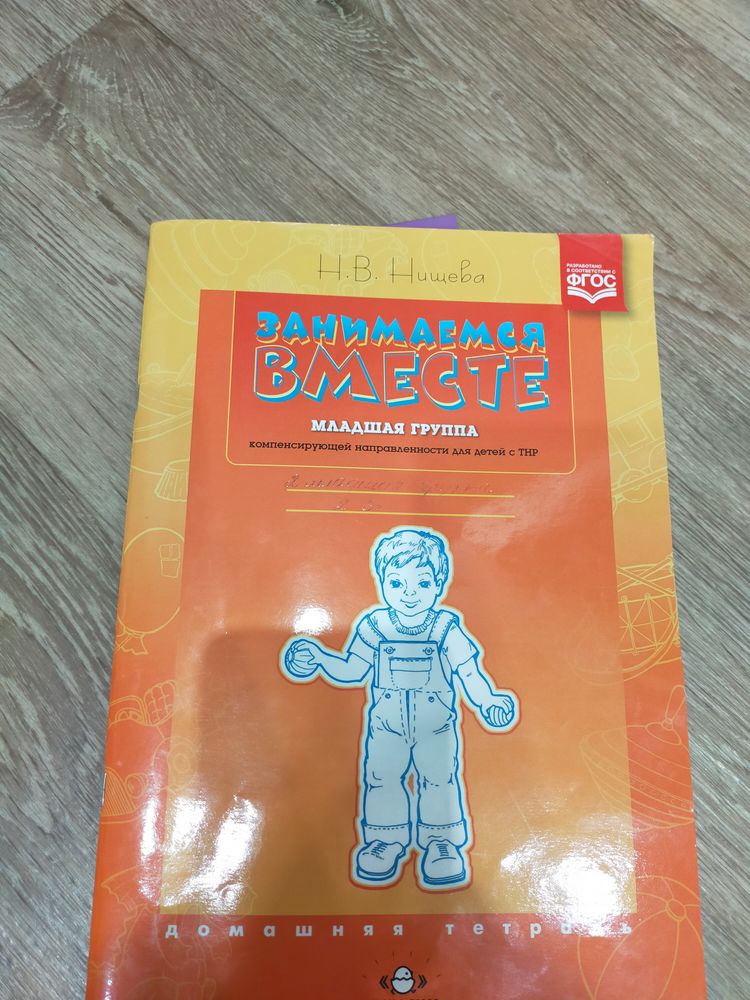 Н.В. Нищева
РАЗРАБОТАНО
В СООТВЕТСТВИИ С
ФГОС
ЗАНИМАЕМСЯ
ВМЕСТЕ
МЛАДШАЯ ГРУППА
компенсирующей направленности для детей с ТНР
домашняя тетрадь